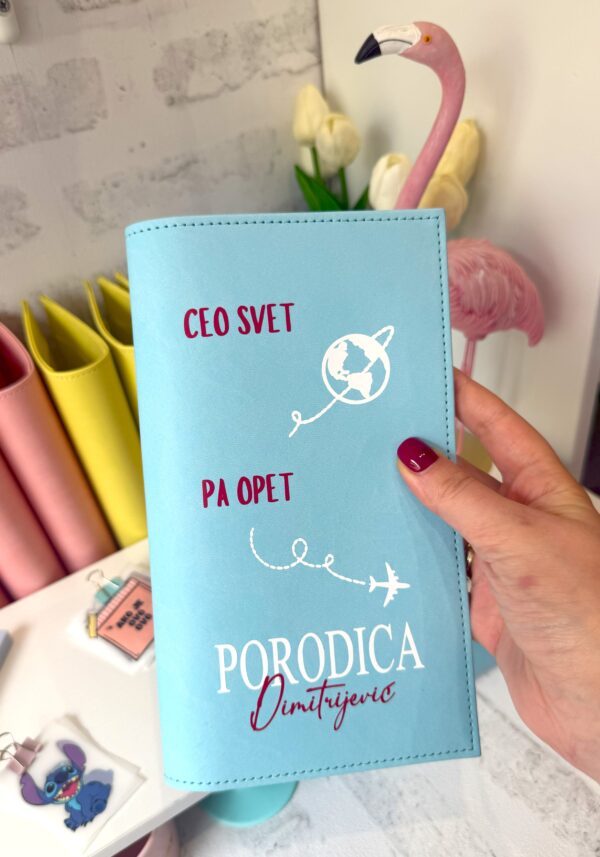 CEO SVET
PA OPET
PORODICA
Dimitrijević